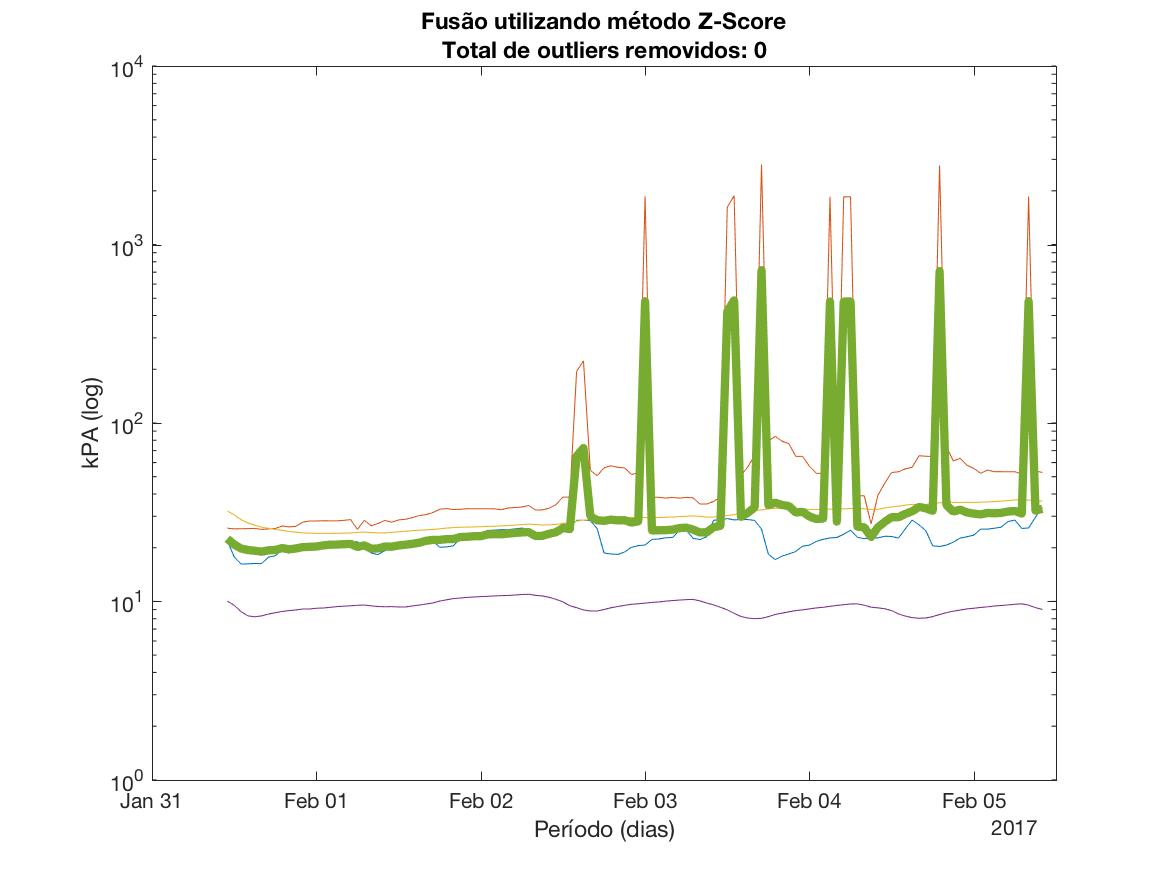 Fusão utilizando método Z-Score
Total de outliers removidos: 0
10^4
10^3
10^2
10^1
10^0
kPA (log)
Jan 31 Feb 01 Feb 02 Feb 03 Feb 04 Feb 05
2017
Período (dias)